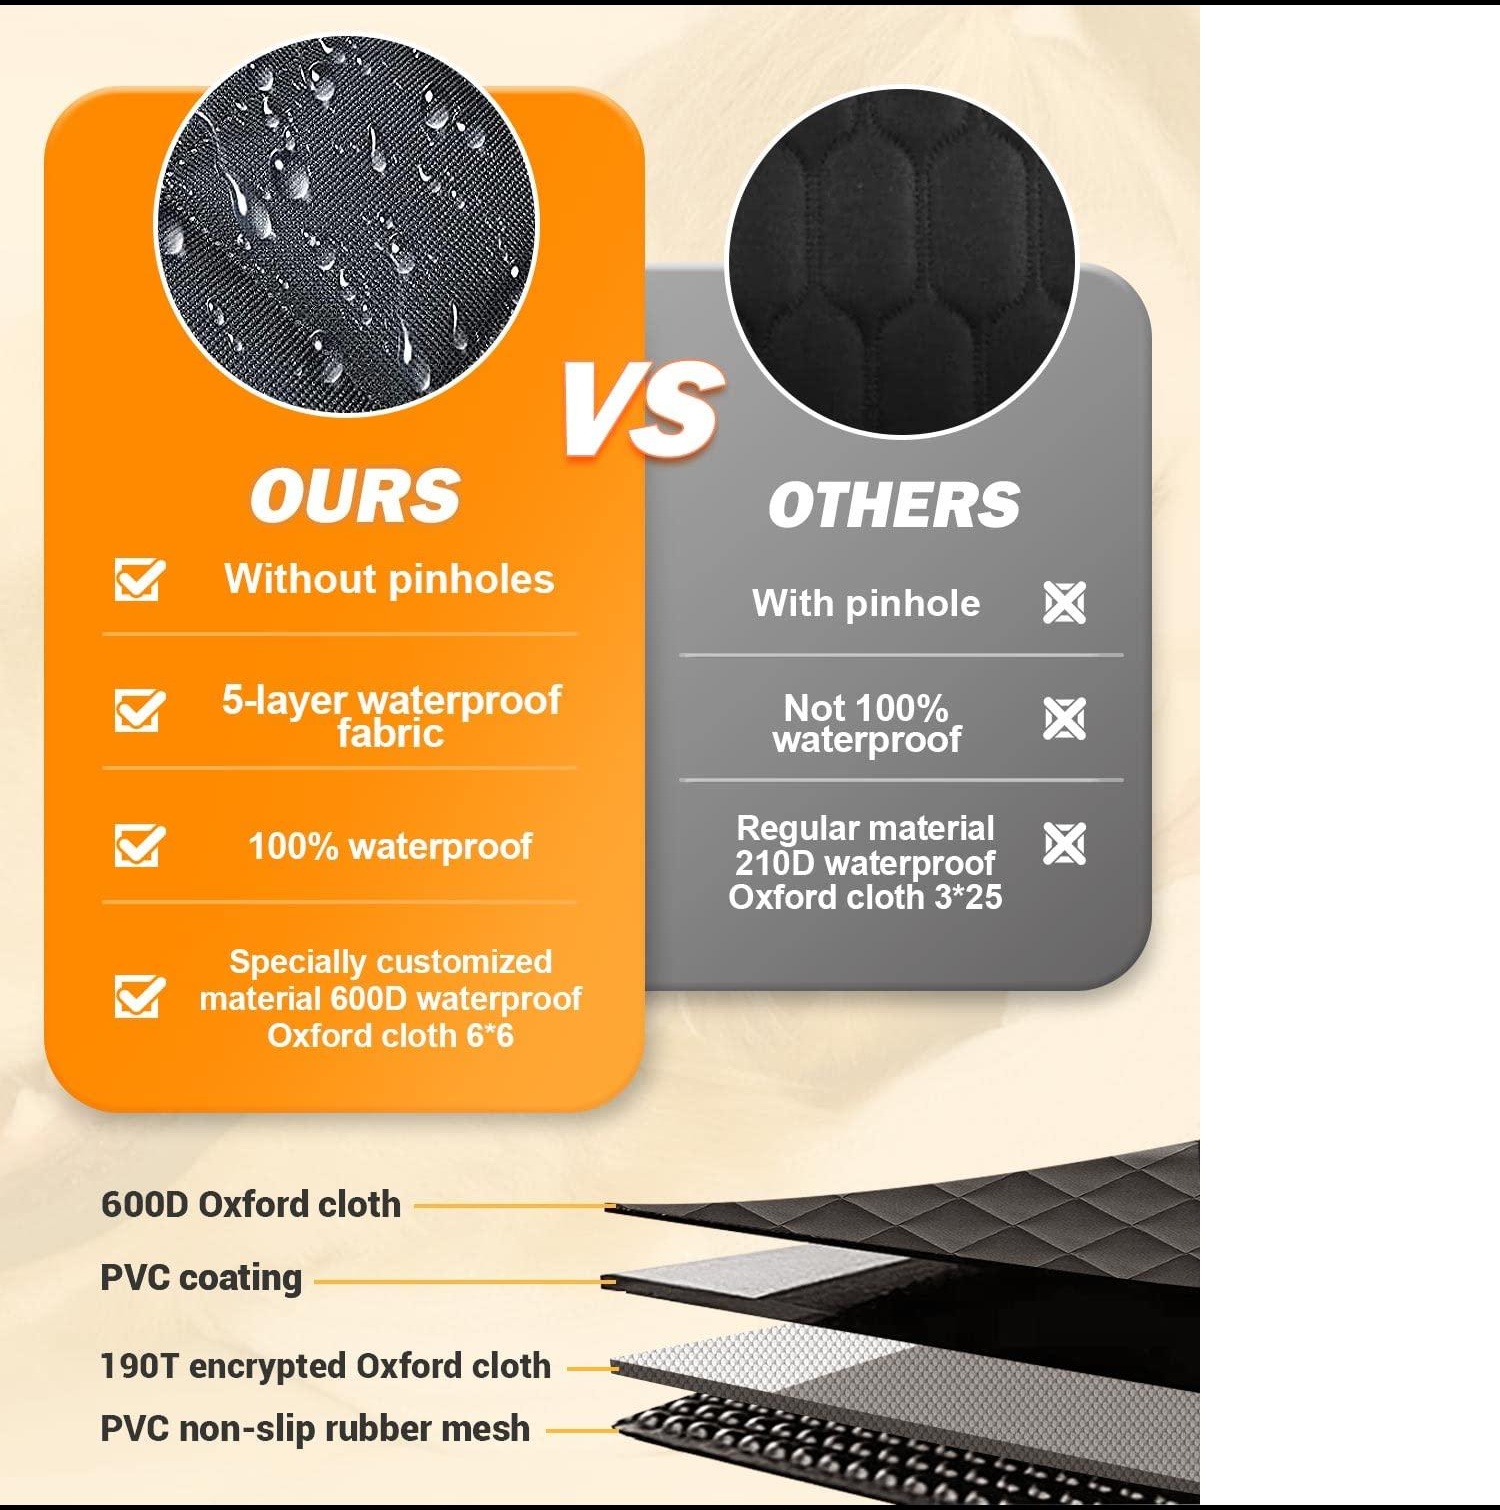 VS
OURS
Without pinholes
5-layer waterproof
fabric
100% waterproof
Specially customized
material 600D waterproof
Oxford cloth 6*6
OTHERS
With pinhole
Not 100%
waterproof
Regular material
210D waterproof
Oxford cloth 3*25
600D Oxford cloth
PVC coating
190T encrypted Oxford cloth
PVC non-slip rubber mesh